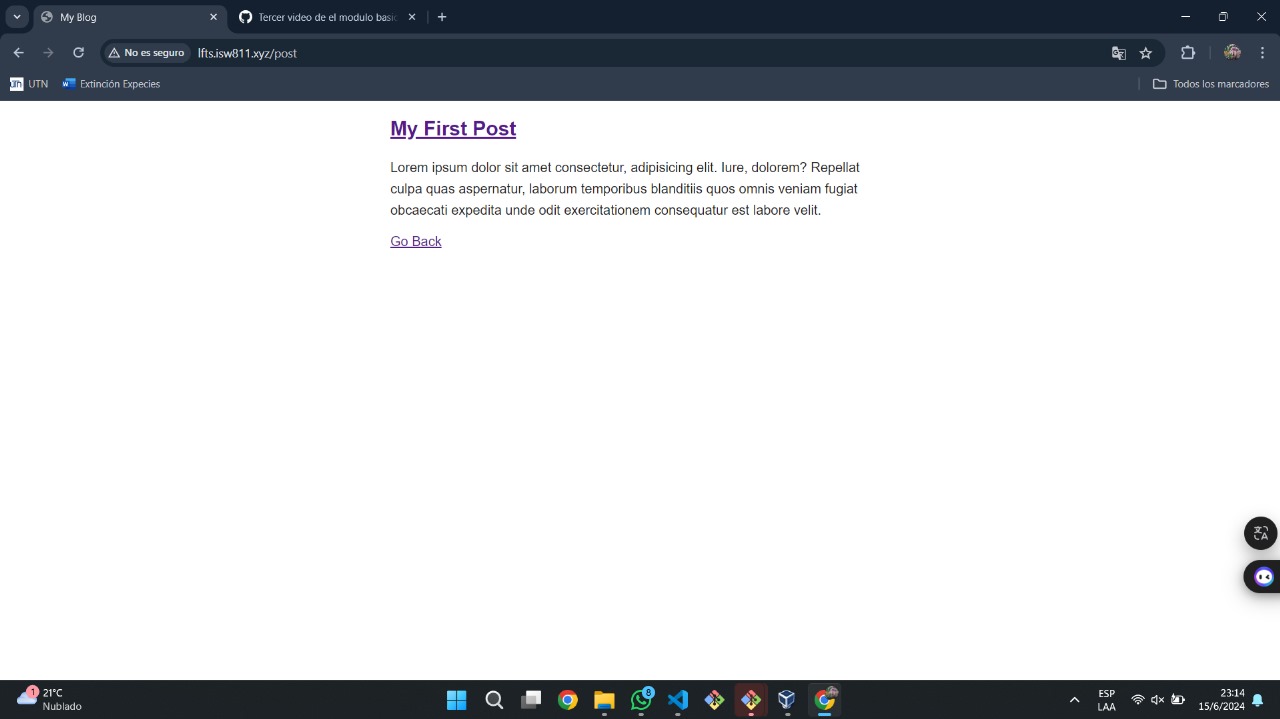 My Blog
Tercer video de el modulo basic
No es seguro
lfts.isw811.xyz/post
UTN
Extinción Expecies
Todos los marcadores
My First Post
Lorem ipsum dolor sit amet consectetur, adipisicing elit. Iure, dolorem? Repellat
culpa quas aspernatur, laborum temporibus blanditiis quos omnis veniam fugiat
obcaecati expedita unde odit exercitationem consequatur est labore velit.
Go Back
1
21°C
Nublado
8
ESP
LAA
23:14
15/6/2024